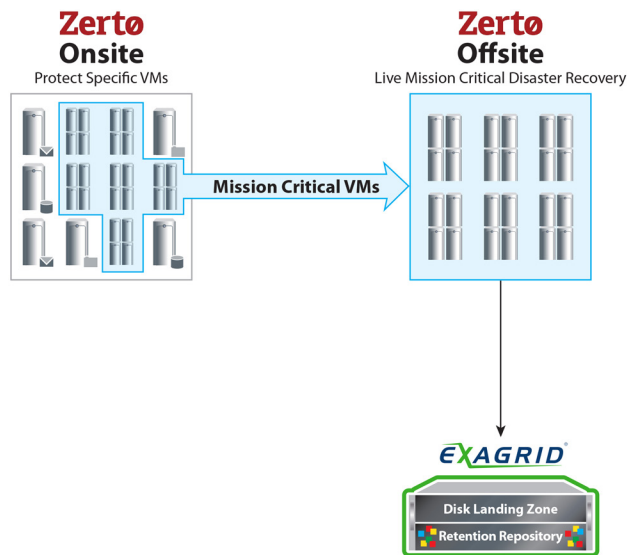 Zertø
Onsite
Protect Specific VMs
Zertø
Offsite
Live Mission Critical Disaster Recovery
Mission Critical VMs
EXAGRID®
Disk Landing Zone
Retention Repository